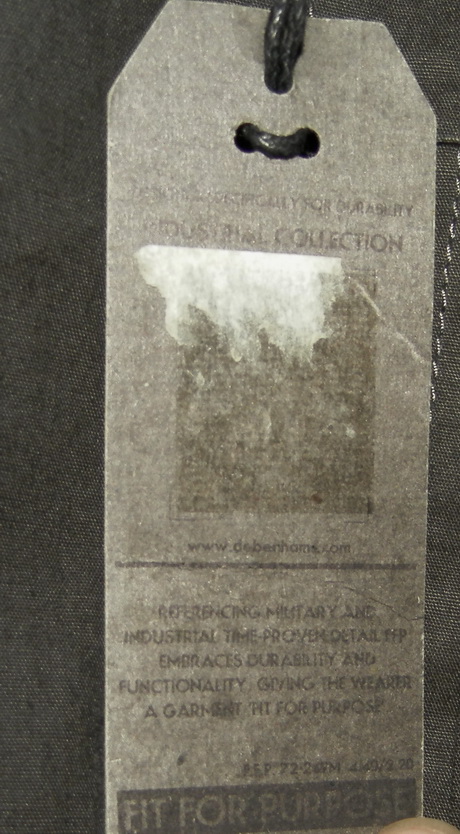 SPECIFICALLY FOR DURABILITY
INDUSTRIAL COLLECTION
www.debenhams.com
REFERENCING MILITARY AND
INDUSTRIAL TIME-PROVEN DETAIL FFP
EMBRACES DURABILITY AND
FUNCTIONALITY GIVING THE WEARER
A GARMENT 'FIT FOR PURPOSE'
FIT FOR PURPOSE